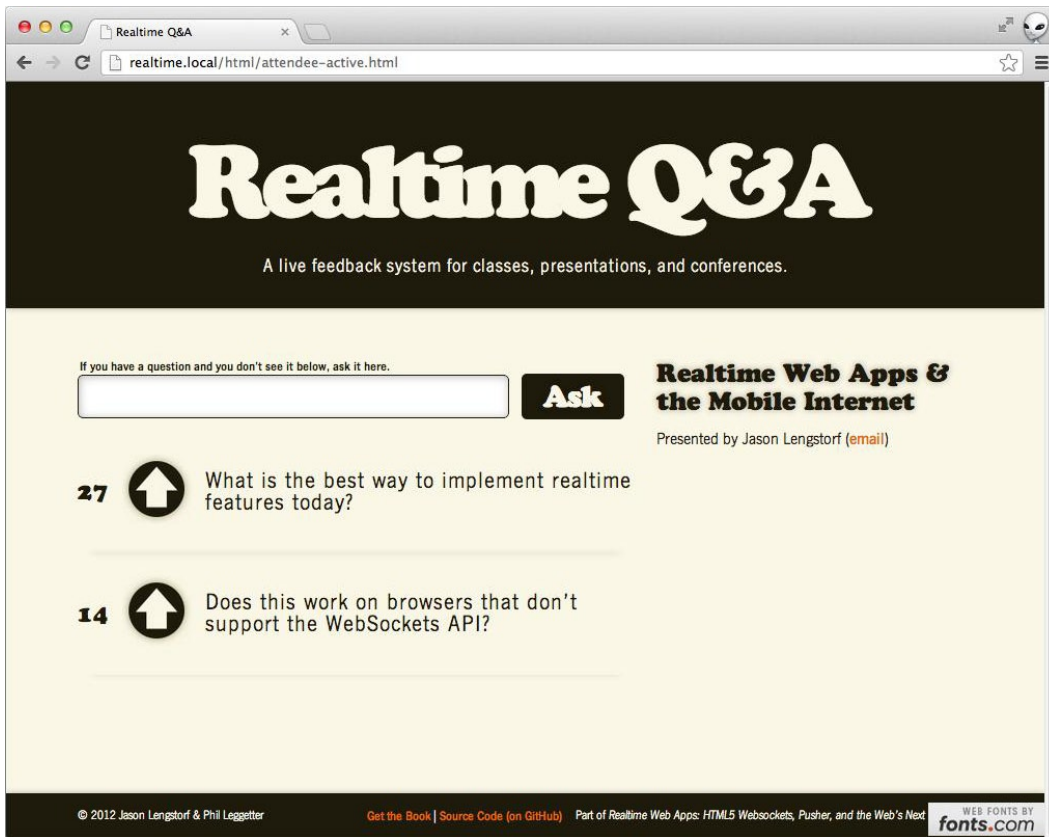 Realtime Q&A
realtime.local/html/attendee-active.html
Realtime Q&A
A live feedback system for classes, presentations, and conferences.
If you have a question and you don't see it below, ask it here.
Ask
27
What is the best way to implement realtime
features today?
14
Does this work on browsers that don't
support the WebSockets API?
Realtime Web Apps &
the Mobile Internet
Presented by Jason Lengstorf (email)
© 2012 Jason Lengstorf & Phil Leggetter
Get the Book | Source Code (on GitHub)
Part of Realtime Web Apps: HTML5 Websockets, Pusher, and the Web's Next
WEB FONTS BY
fonts.com